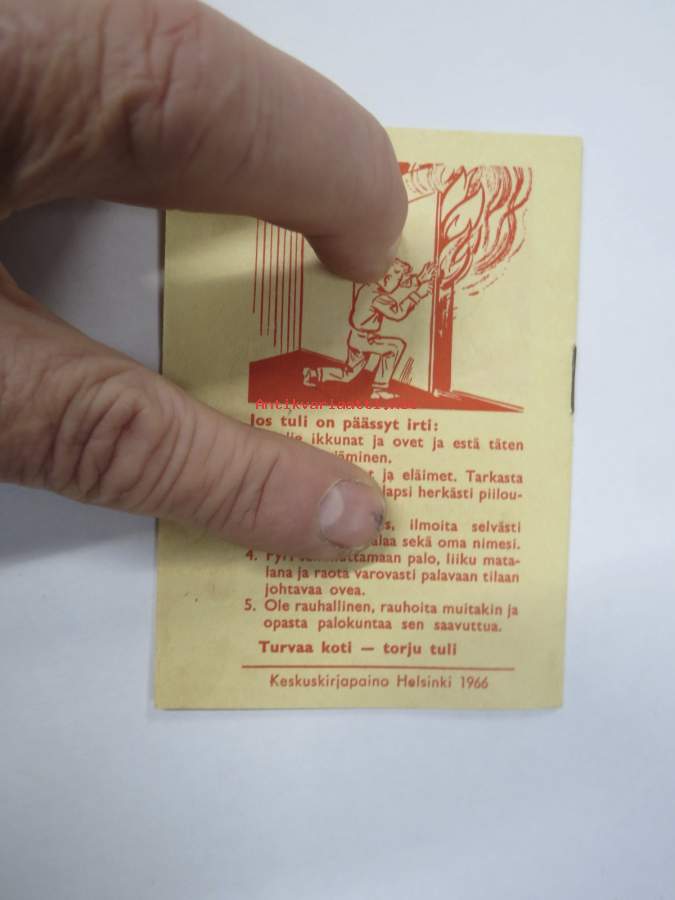 Antikvariaatti.net
Jos tuli on päässyt irti:
ikkunat ja ovet ja estä täten
ja eläimet. Tarkasta
lapsi herkästi piilou-
ilmoita selvästi
sekä oma nimesi.
4. palo, liiku mata-
lana ja raota varovasti palavaan tilaan
johtavaa ovea.
5. Ole rauhallinen, rauhoita muitakin ja
opasta palokuntaa sen saavuttua.
Turvaa koti — torju tuli
Keskuskirjapaino Helsinki 1966